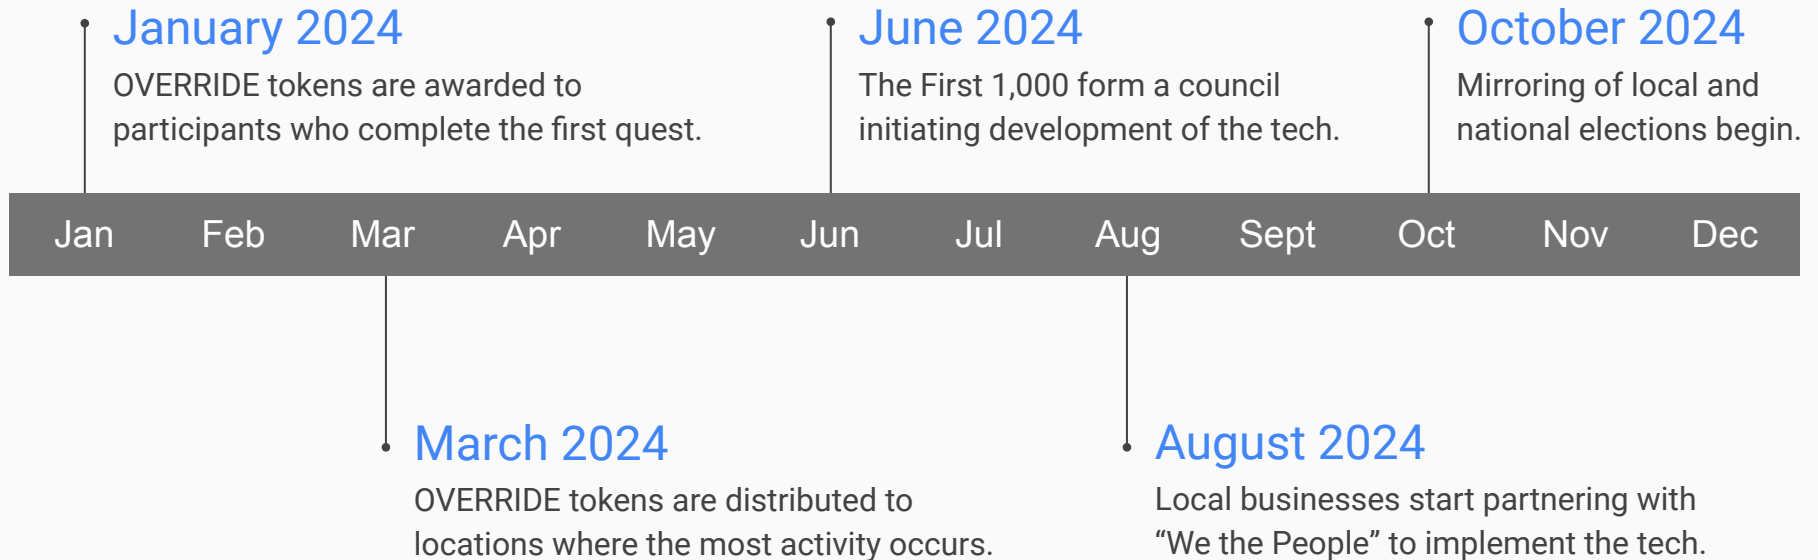 January 2024
OVERRIDE tokens are awarded to
participants who complete the first quest.
June 2024
The First 1,000 form a council
initiating development of the tech.
October 2024
Mirroring of local and
national elections begin.
Jan Feb Mar Apr May Jun Jul Aug Sept Oct Nov Dec
March 2024
OVERRIDE tokens are distributed to
locations where the most activity occurs.
August 2024
Local businesses start partnering with
“We the People” to implement the tech.